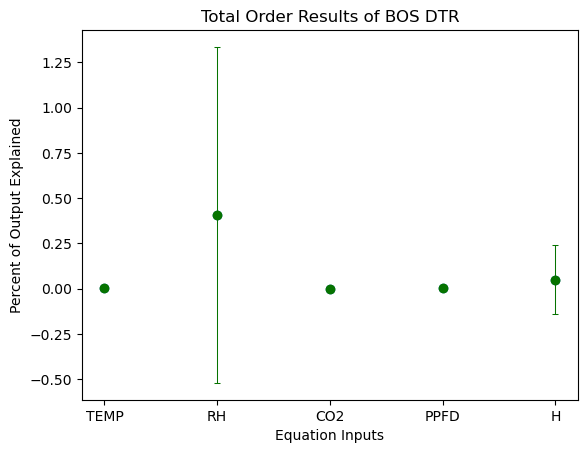 Total Order Results of BOS DTR
Percent of Output Explained
1.25
1.00
0.75
0.50
0.25
0.00
−0.25
−0.50
TEMP RH CO2 PPFD H
Equation Inputs